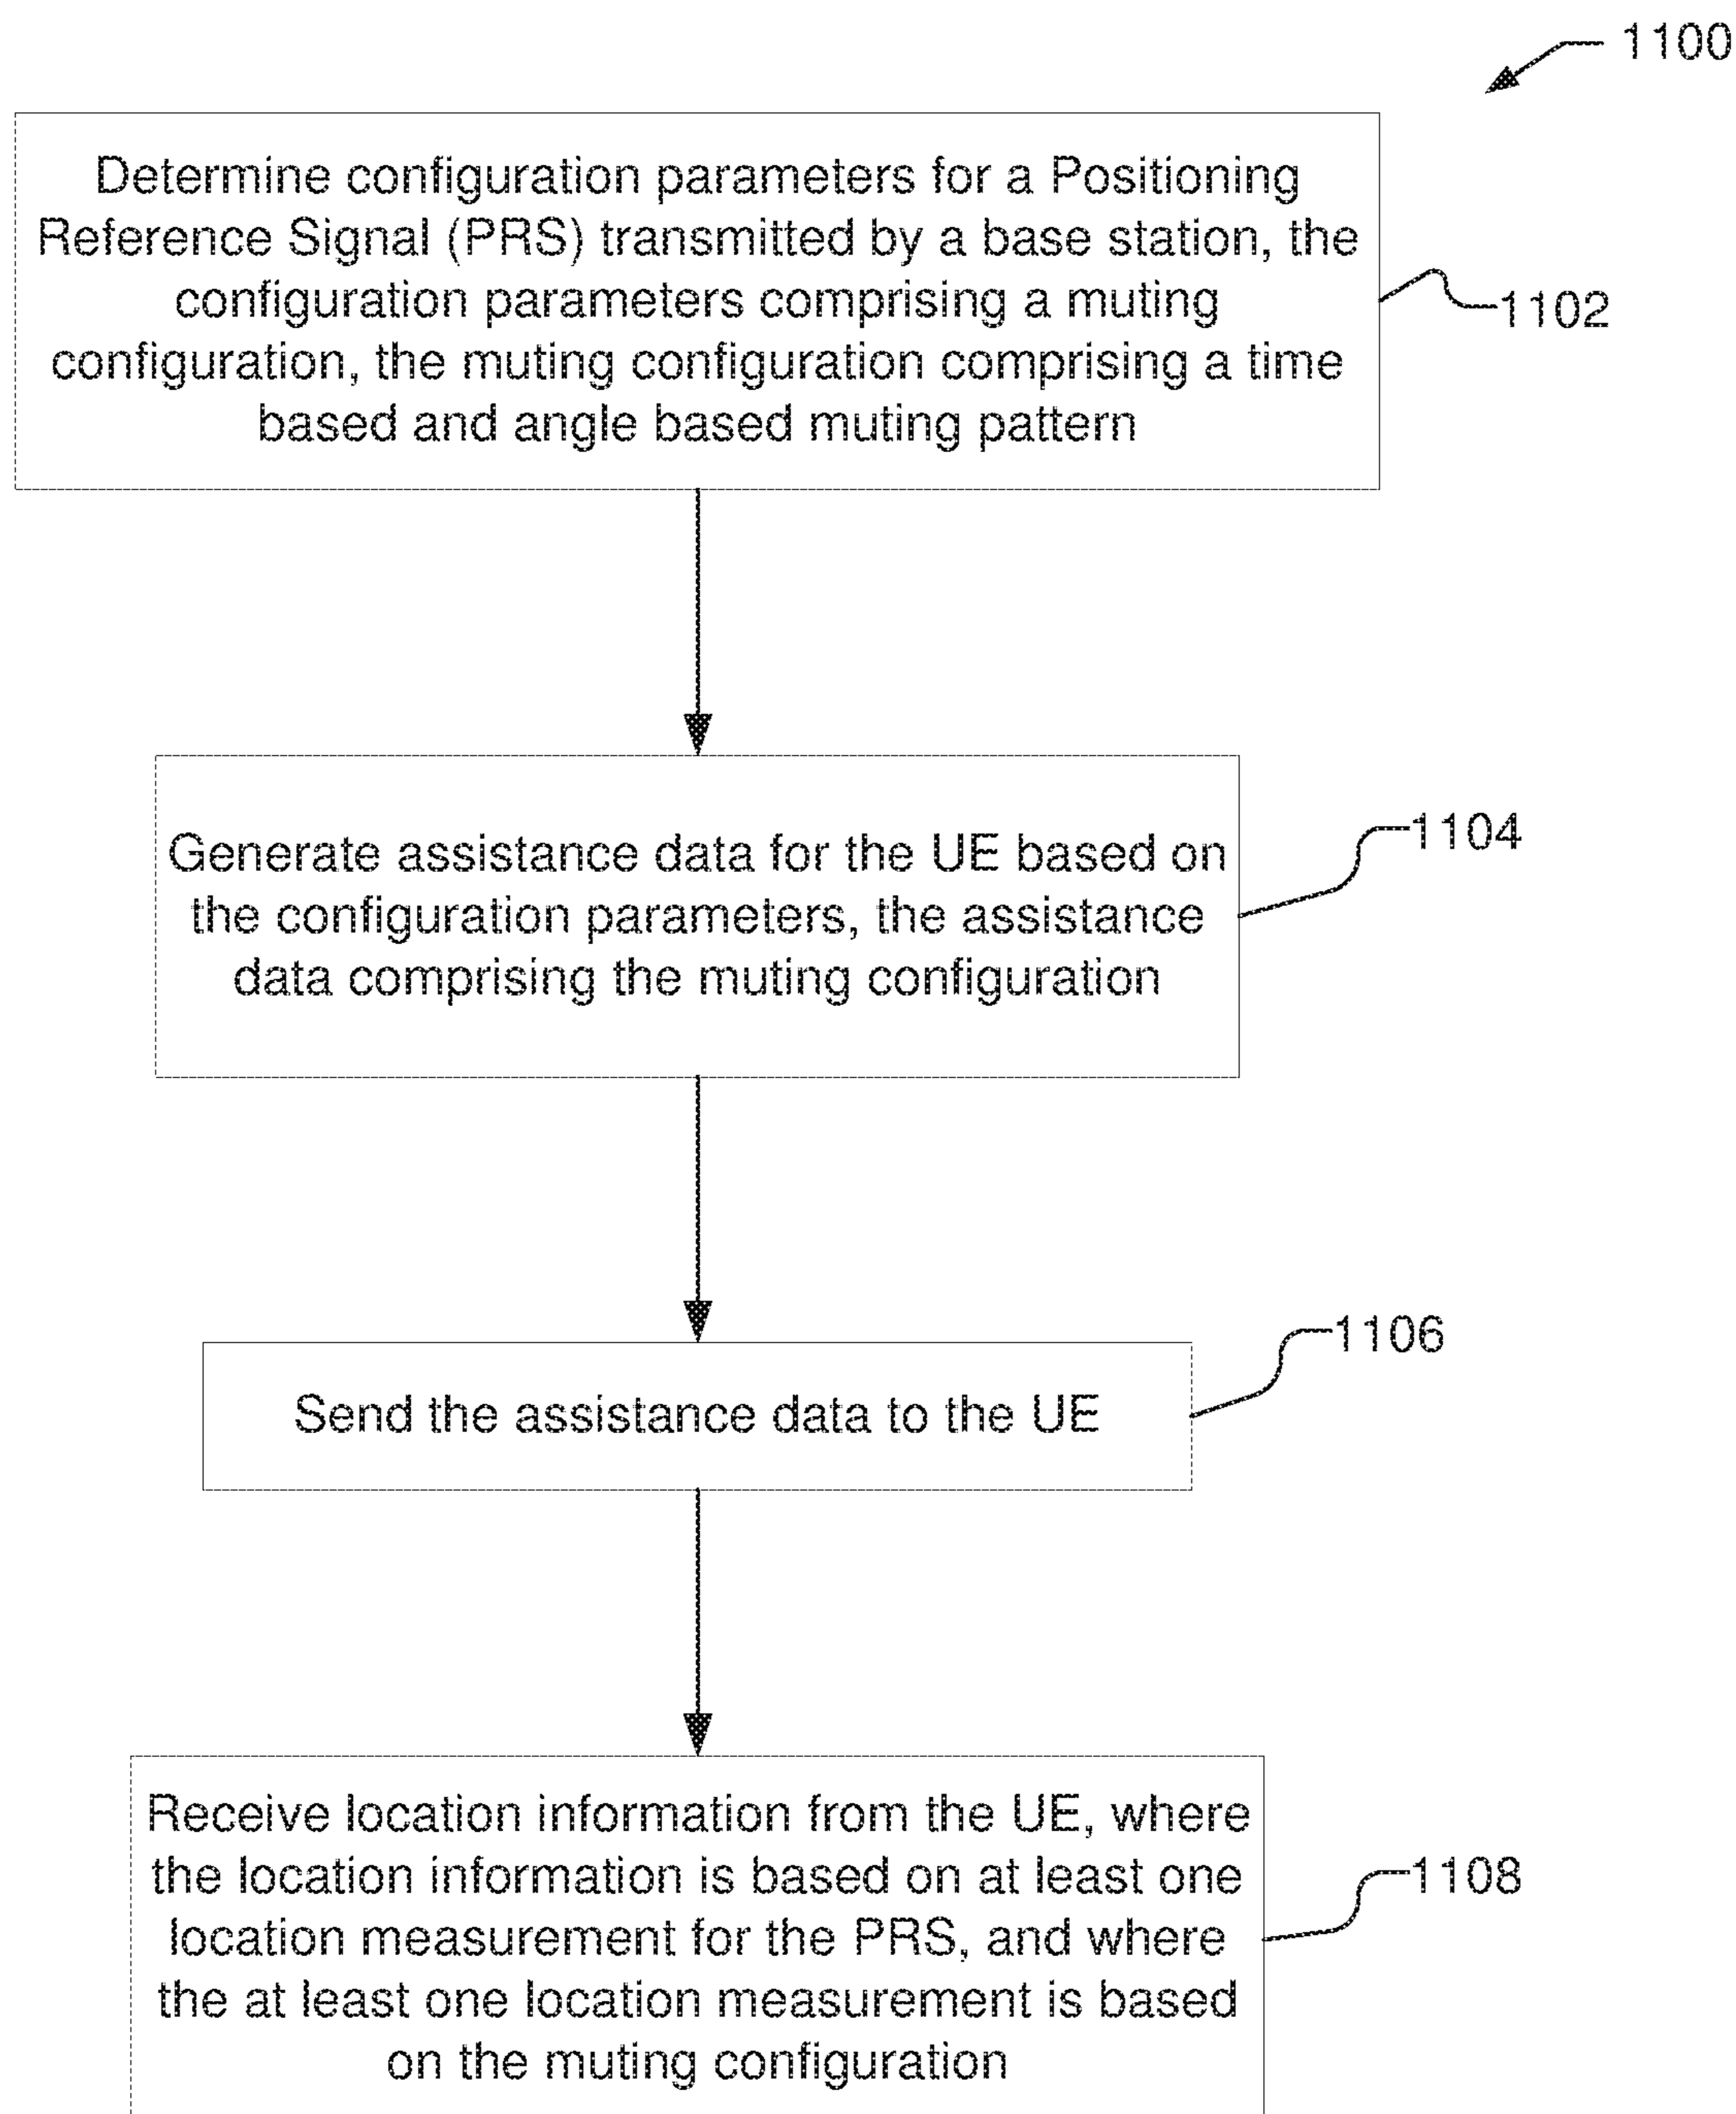 1100
Determine configuration parameters for a Positioning
Reference Signal (PRS) transmitted by a base station, the
configuration parameters comprising a muting
configuration, the muting configuration comprising a time
based and angle based muting pattern
1102
Generate assistance data for the UE based on
the configuration parameters, the assistance
data comprising the muting configuration
1104
Send the assistance data to the UE
1106
Receive location information from the UE, where
the location information is based on at least one
location measurement for the PRS, and where
the at least one location measurement is based
on the muting configuration
1108